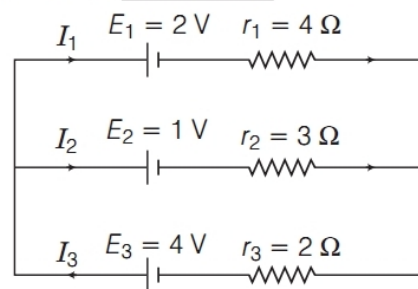 I₁ E₁ = 2 V r₁ = 4 Ω
I₂ E₂ = 1 V r₂ = 3 Ω
I₃ E₃ = 4 V r₃ = 2 Ω